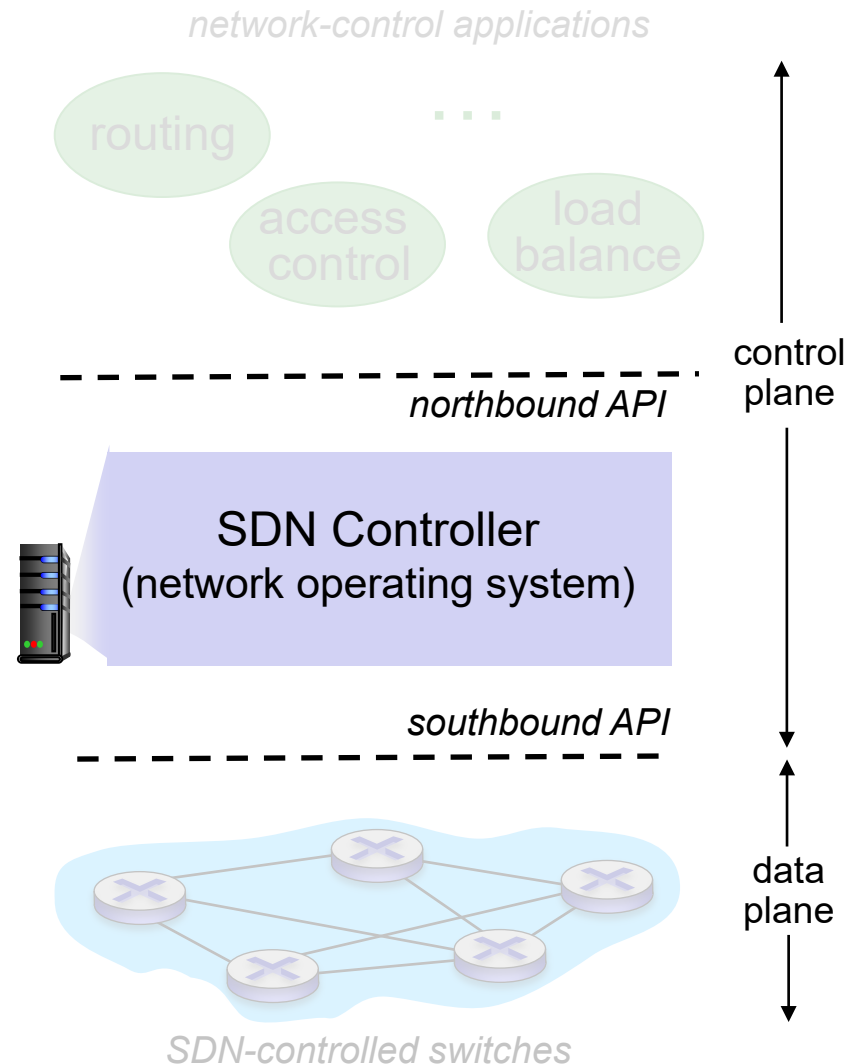 network-control applications
routing
...
access
control
load
balance
control
plane
northbound API
SDN Controller
(network operating system)
southbound API
data
plane
SDN-controlled switches